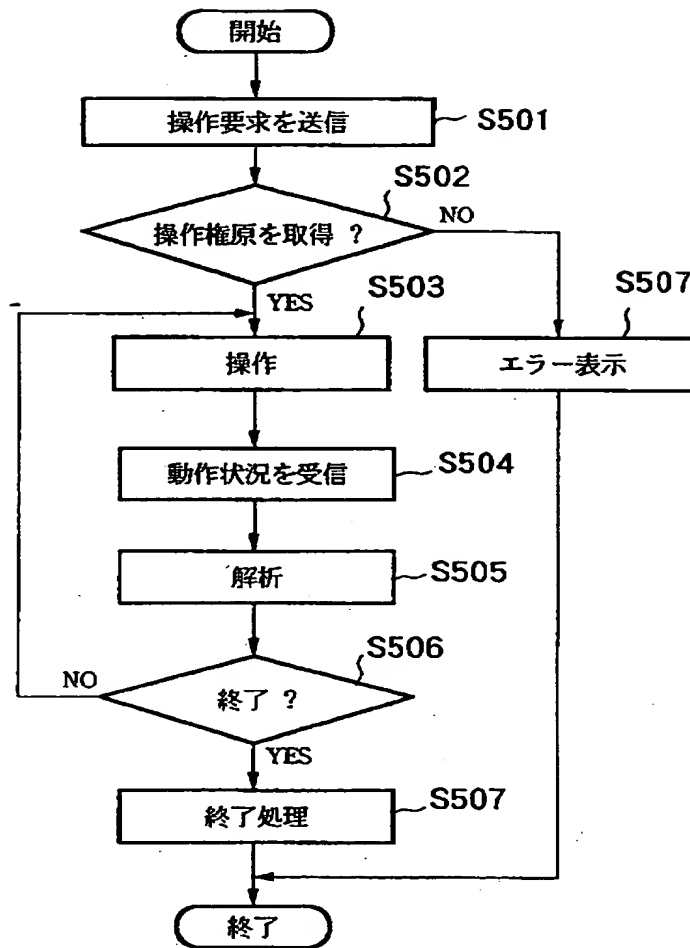 開始
操作要求を送信
S501
S502
操作権原を取得 ?
NO
YES
S503
S507
操作
エラー表示
動作状況を受信
S504
解析
S505
S506
NO
終了 ?
YES
S507
終了処理
終了